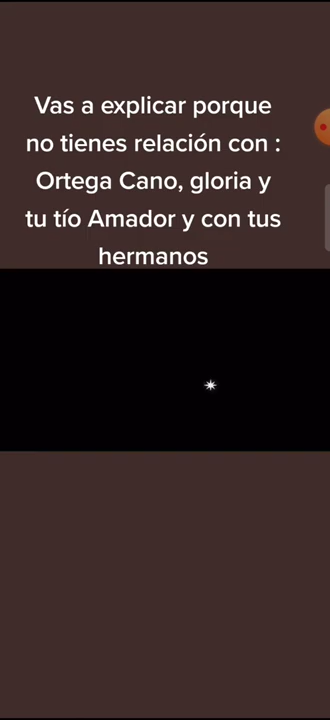 Vas a explicar porque
no tienes relación con :
Ortega Cano, gloria y
tu tío Amador y con tus
hermanos